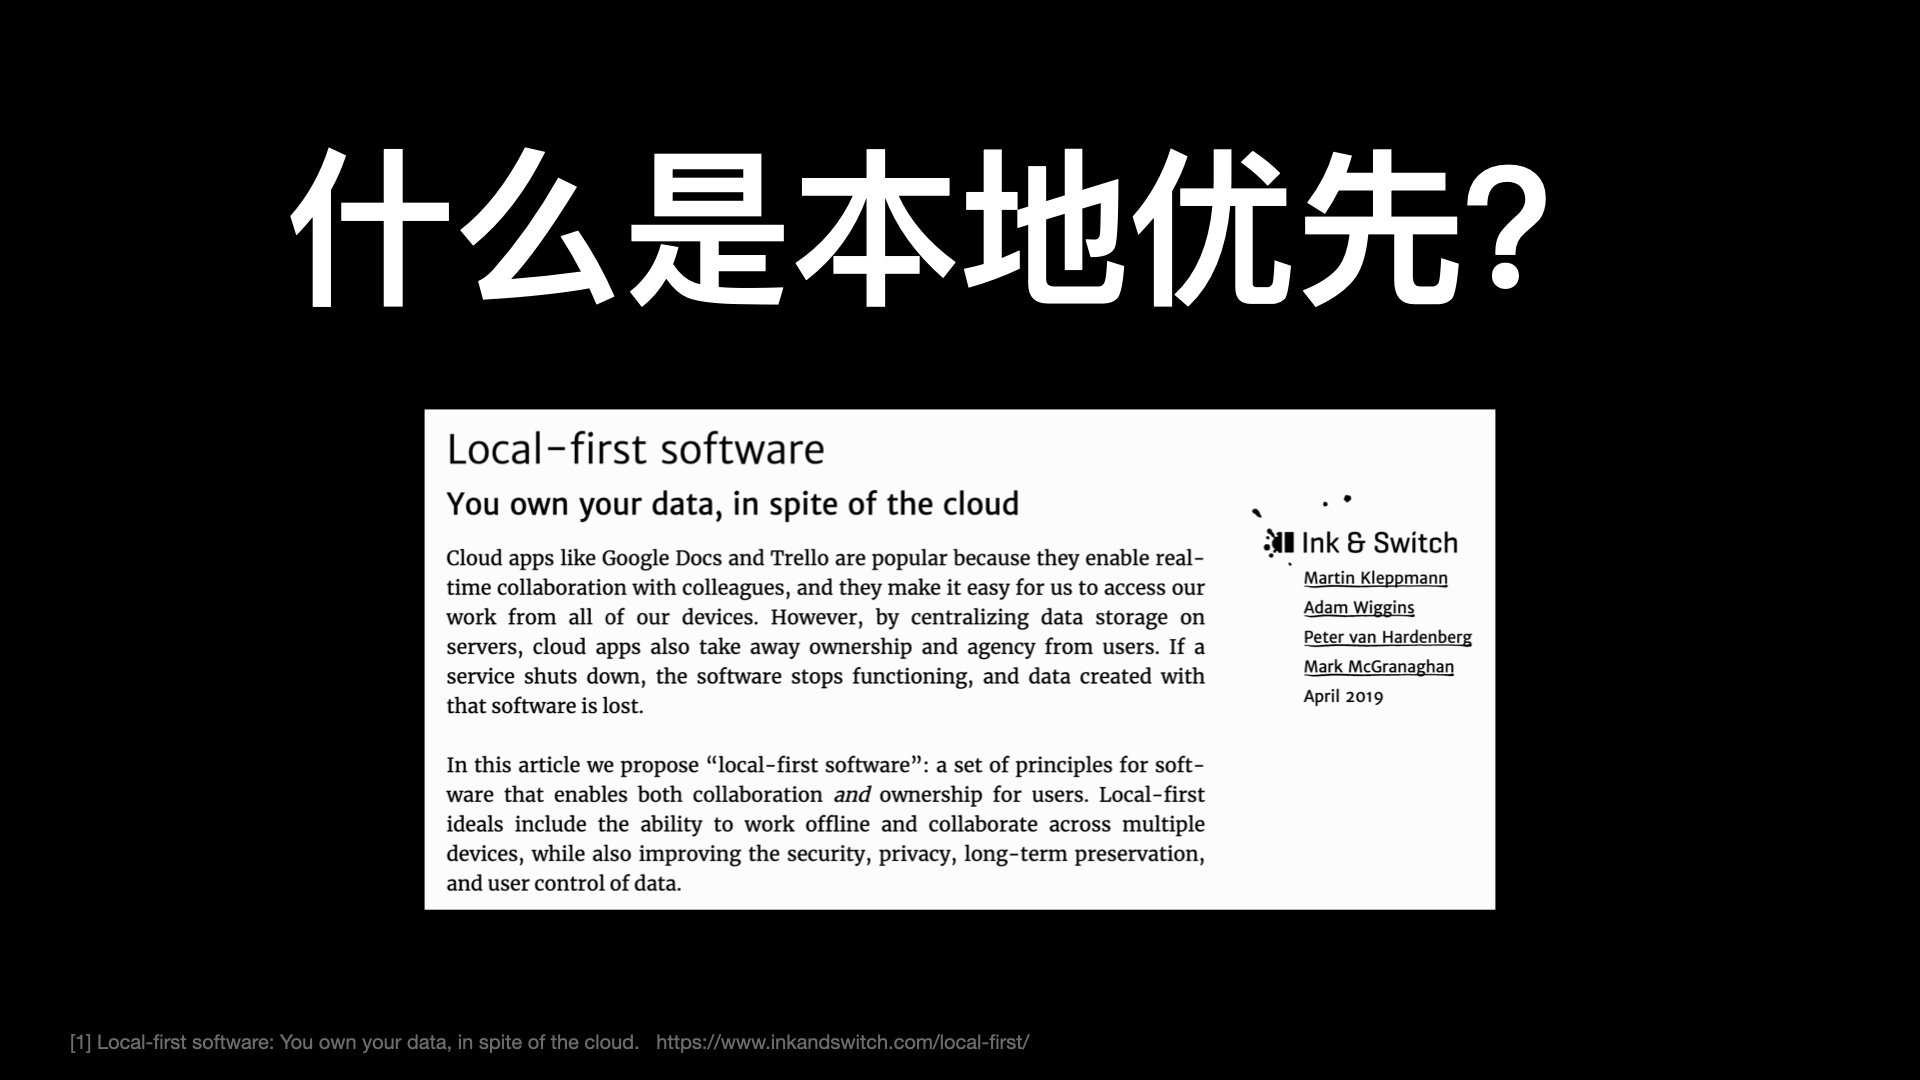 什么是本地优先？
Local-first software
You own your data, in spite of the cloud
Cloud apps like Google Docs and Trello are popular because they enable real-
time collaboration with colleagues, and they make it easy for us to access our
work from all of our devices. However, by centralizing data storage on
servers, cloud apps also take away ownership and agency from users. If a
service shuts down, the software stops functioning, and data created with
that software is lost.
In this article we propose “local-first software”: a set of principles for soft-
ware that enables both collaboration and ownership for users. Local-first
ideals include the ability to work offline and collaborate across multiple
devices, while also improving the security, privacy, long-term preservation,
and user control of data.
Ink & Switch
Martin Kleppmann
Adam Wiggins
Peter van Hardenberg
Mark McGranaghan
April 2019
[1] Local-first software: You own your data, in spite of the cloud. https://www.inkandswitch.com/local-first/